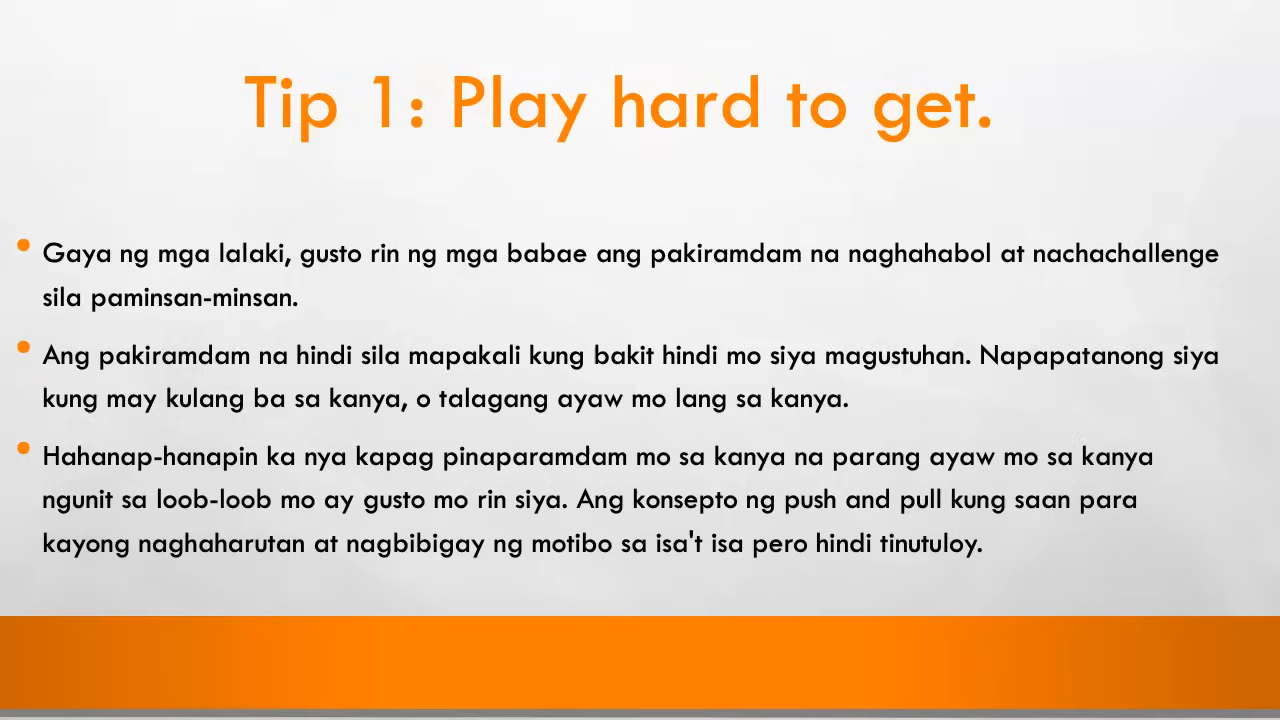 Tip 1: Play hard to get.
• Gaya ng mga lalaki, gusto rin ng mga babae ang pakiramdam na naghahabol at nachachallenge
sila paminsan-minsan.
• Ang pakiramdam na hindi sila mapakali kung bakit hindi mo siya magustuhan. Napapatanong siya
kung may kulang ba sa kanya, o talagang ayaw mo lang sa kanya.
• Hahanap-hanapin ka nya kapag pinaparamdam mo sa kanya na parang ayaw mo sa kanya
ngunit sa loob-loob mo ay gusto mo rin siya. Ang konsepto ng push and pull kung saan para
kayong naghaharutan at nagbibigay ng motibo sa isa't isa pero hindi tinutuloy.